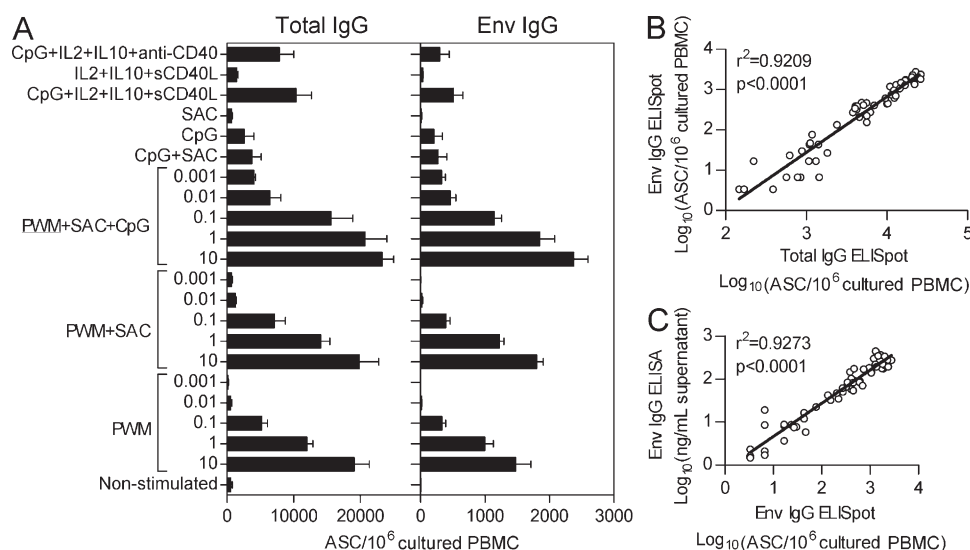 A
Total IgG
Env IgG
CpG+IL2+IL10+anti-CD40
IL2+IL10+sCD40L
CpG+IL2+IL10+sCD40L
SAC
CpG
CpG+SAC
PWM+SAC+CpG
0.001
0.01
0.1
1
10
PWM+SAC
0.001
0.01
0.1
1
10
PWM
0.001
0.01
0.1
1
10
Non-stimulated
0 10000 20000
0 1000 2000 3000
ASC/10⁶ cultured PBMC
B
Env IgG ELISpot
Log₁₀(ASC/10⁶ cultured PBMC)
r²=0.9209
p<0.0001
4
3
2
1
0
2 3 4 5
Total IgG ELISpot
Log₁₀(ASC/10⁶ cultured PBMC)
C
Env IgG ELISA
Log₁₀(ng/mL supernatant)
r²=0.9273
p<0.0001
3
2
1
0
0 1 2 3 4
Env IgG ELISpot
Log₁₀(ASC/10⁶ cultured PBMC)